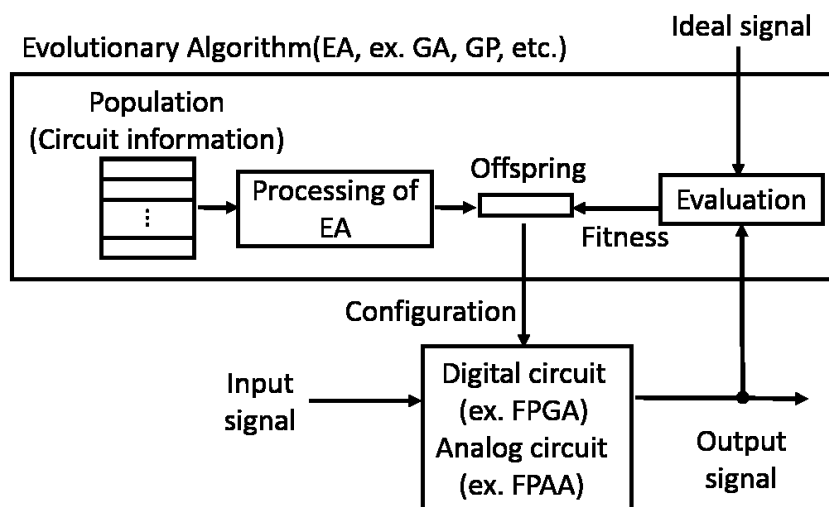 Ideal signal
Evolutionary Algorithm(EA, ex. GA, GP, etc.)
Population
(Circuit information)
⋮
Processing of
EA
Offspring
Evaluation
Fitness
Configuration
Input
signal
Digital circuit
(ex. FPGA)
Analog circuit
(ex. FPAA)
Output
signal